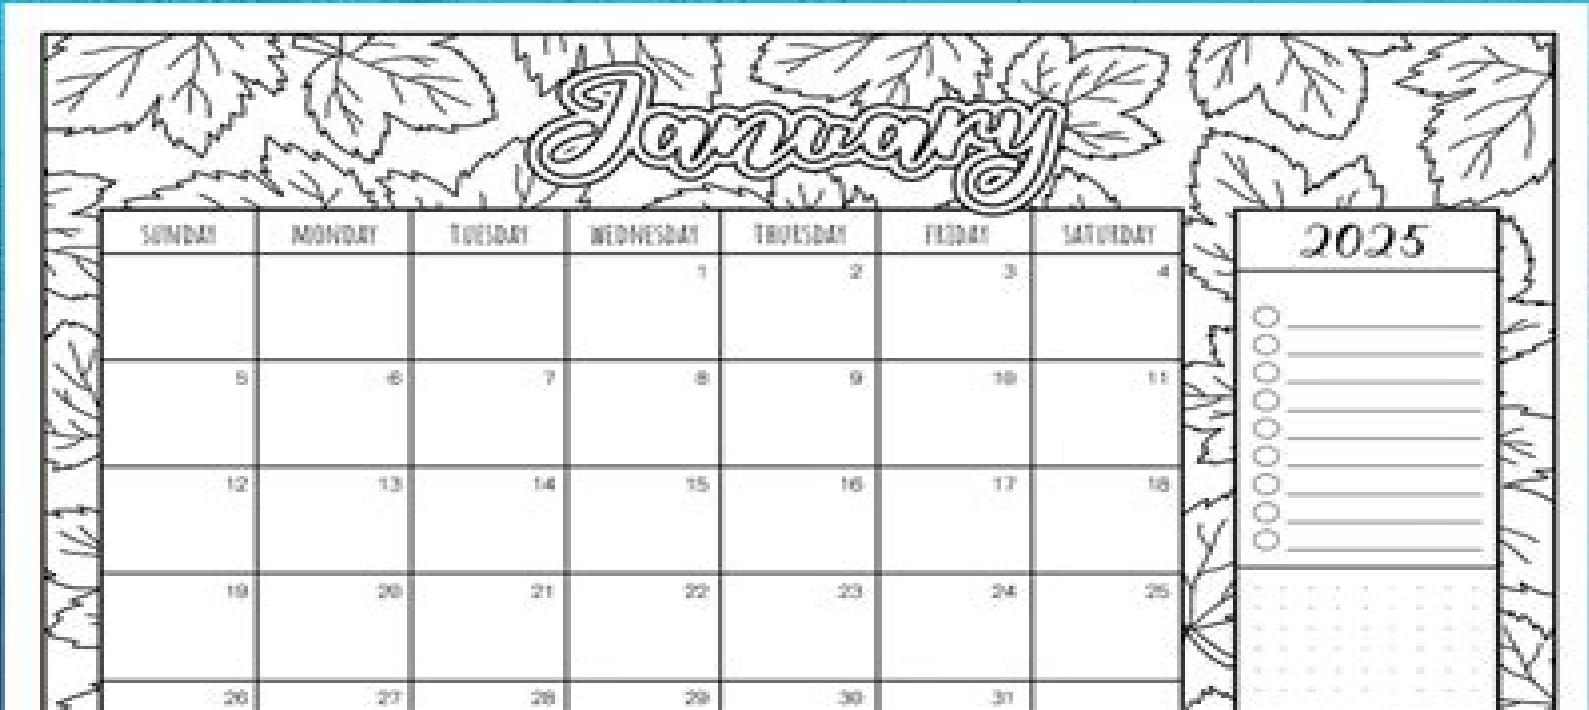 January
SUNDAY MONDAY TUESDAY WEDNESDAY THURSDAY FRIDAY SATURDAY
1 2 3 4
5 6 7 8 9 10 11
12 13 14 15 16 17 18
19 20 21 22 23 24 25
26 27 28 29 30 31
2025